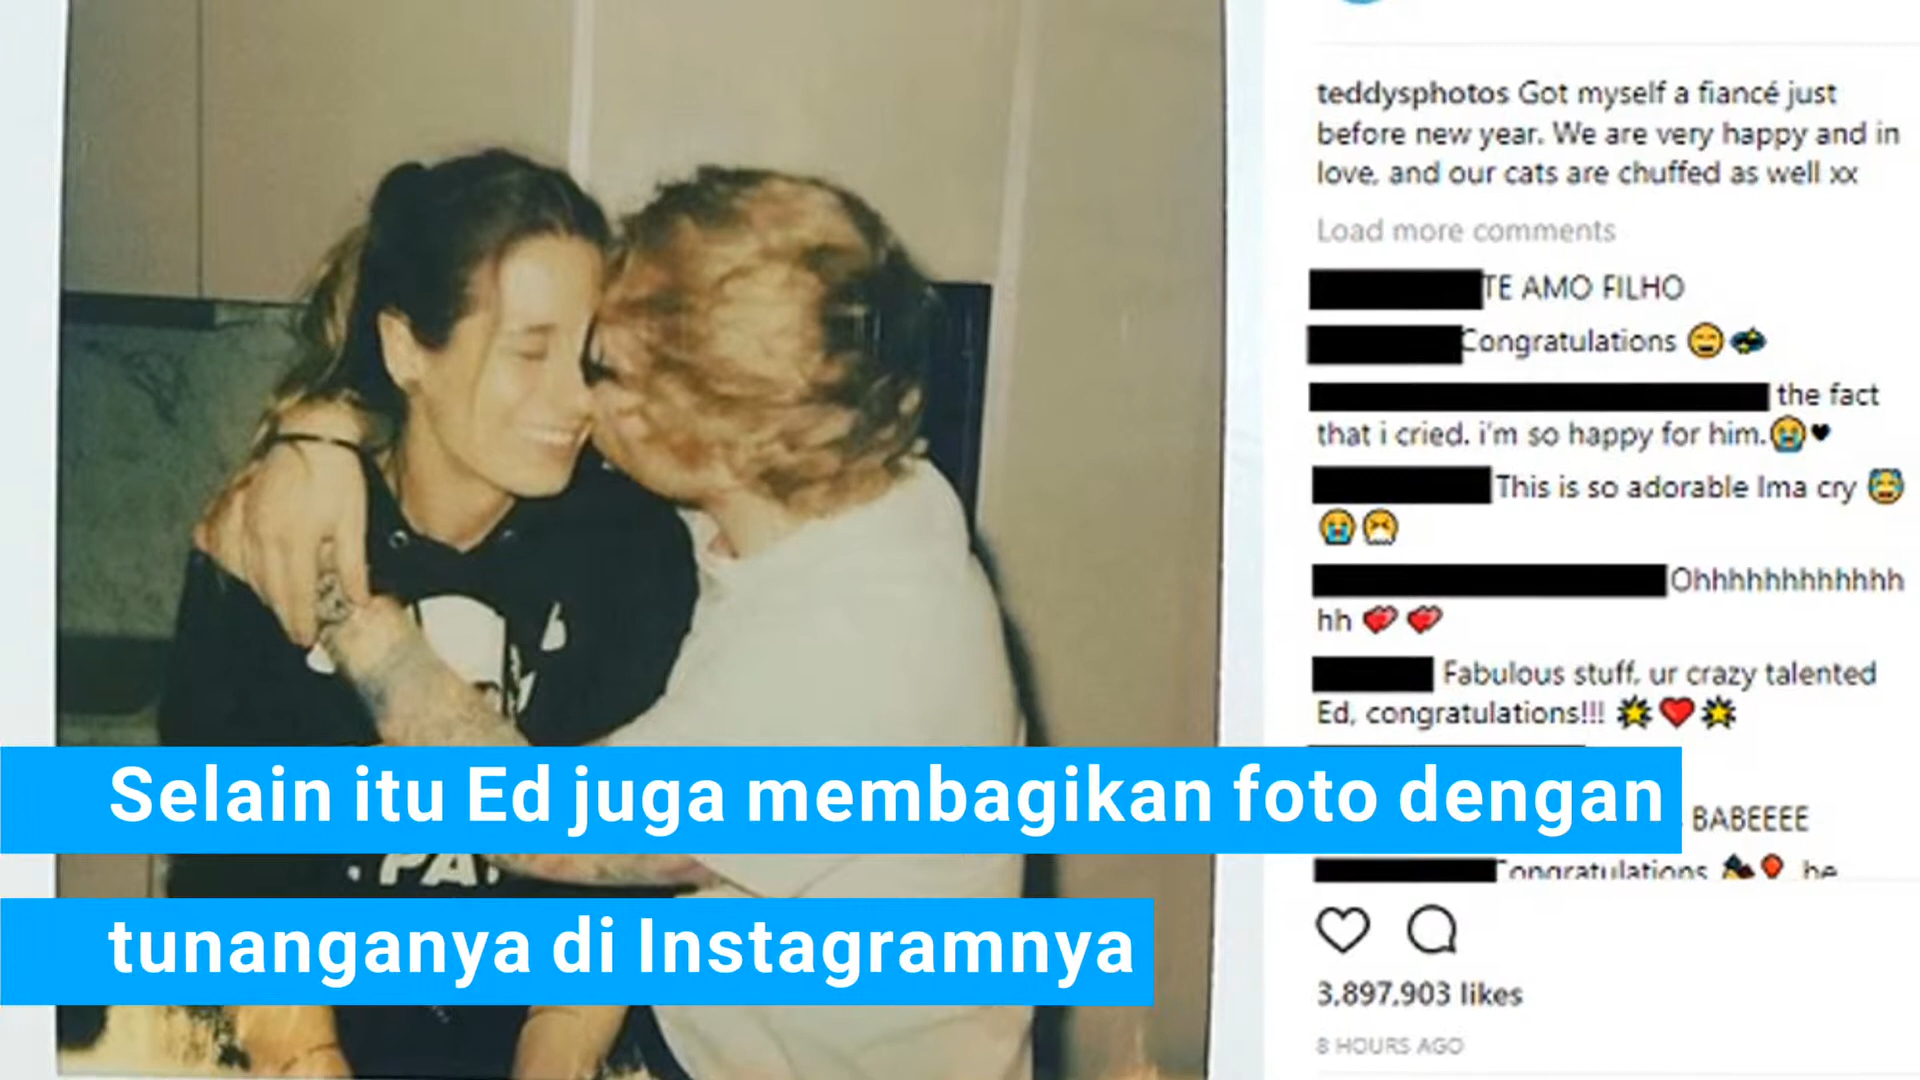 teddysphotos Got myself a fiancé just
before new year. We are very happy and in
love, and our cats are chuffed as well xx
Load more comments
TE AMO FILHO
Congratulations
the fact
that i cried. i'm so happy for him.
This is so adorable Ima cry
Ohhhhhhhhhhhh
hh
Fabulous stuff, ur crazy talented
Ed, congratulations!!!
BABEEEE
Congratulations be
3,897,903 likes
8 HOURS AGO
Selain itu Ed juga membagikan foto dengan
tunanganya di Instagramnya